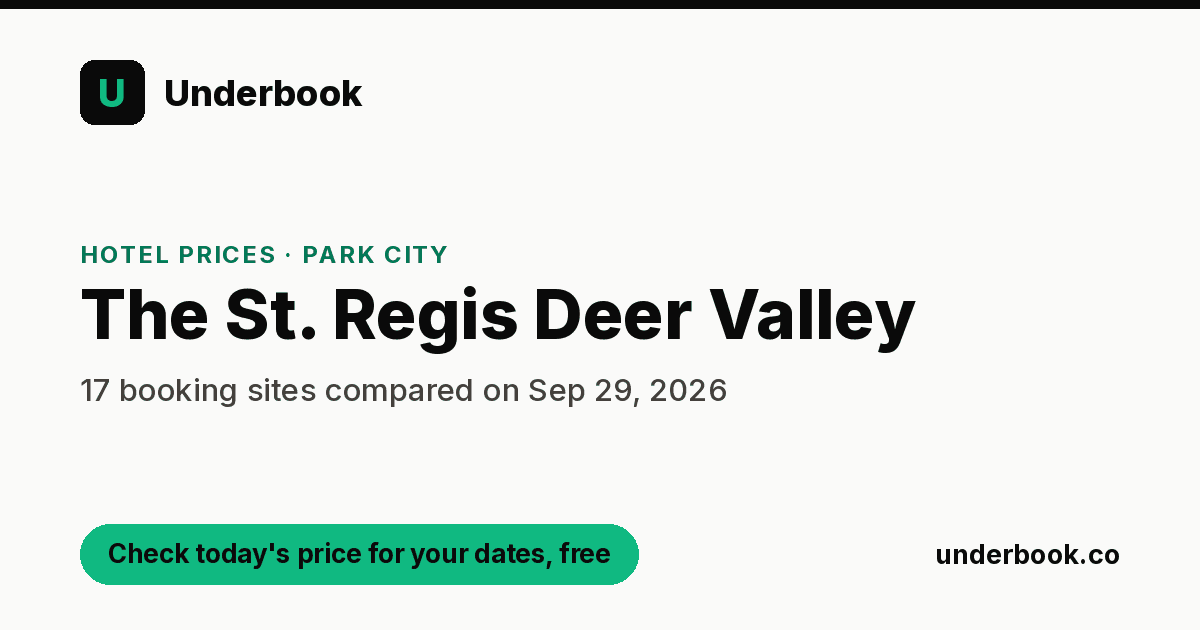 U Underbook
HOTEL PRICES · PARK CITY
The St. Regis Deer Valley
17 booking sites compared on Sep 29, 2026
Check today's price for your dates, free
underbook.co